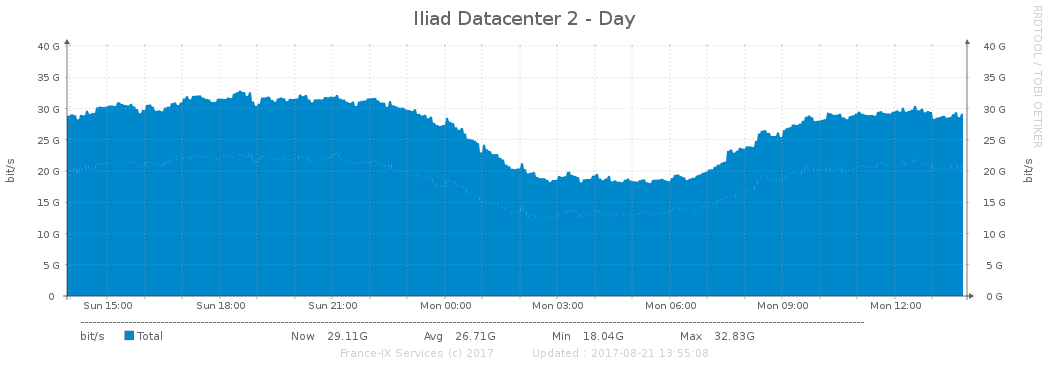 Iliad Datacenter 2 - Day
RRDTOOL / TOBI OETIKER
bit/s
bit/s
40 G 40 G
35 G 35 G
30 G 30 G
25 G 25 G
20 G 20 G
15 G 15 G
10 G 10 G
5 G 5 G
0 0 G
Sun 15:00 Sun 18:00 Sun 21:00 Mon 00:00 Mon 03:00 Mon 06:00 Mon 09:00 Mon 12:00
bit/s Total Now 29.11G Avg 26.71G Min 18.04G Max 32.83G
France-IX Services (c) 2017 Updated : 2017-08-21 13:55:08